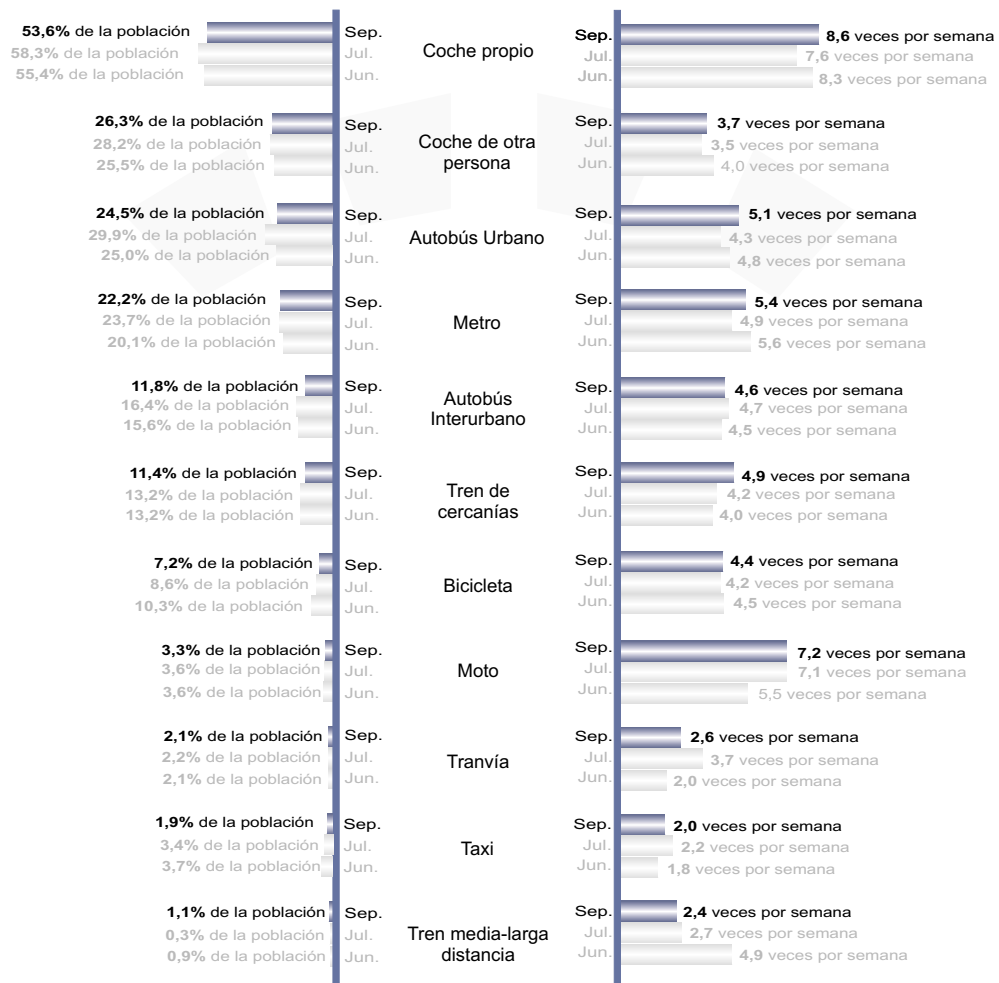 53,6% de la población Sep.
58,3% de la población Jul.
55,4% de la población Jun.
Coche propio
Sep. 8,6 veces por semana
Jul. 7,6 veces por semana
Jun. 8,3 veces por semana
26,3% de la población Sep.
28,2% de la población Jul.
25,5% de la población Jun.
Coche de otra
persona
Sep. 3,7 veces por semana
Jul. 3,5 veces por semana
Jun. 4,0 veces por semana
24,5% de la población Sep.
29,9% de la población Jul.
25,0% de la población Jun.
Autobús Urbano
Sep. 5,1 veces por semana
Jul. 4,3 veces por semana
Jun. 4,8 veces por semana
22,2% de la población Sep.
23,7% de la población Jul.
20,1% de la población Jun.
Metro
Sep. 5,4 veces por semana
Jul. 4,9 veces por semana
Jun. 5,6 veces por semana
11,8% de la población Sep.
16,4% de la población Jul.
15,6% de la población Jun.
Autobús
Interurbano
Sep. 4,6 veces por semana
Jul. 4,7 veces por semana
Jun. 4,5 veces por semana
11,4% de la población Sep.
13,2% de la población Jul.
13,2% de la población Jun.
Tren de
cercanías
Sep. 4,9 veces por semana
Jul. 4,2 veces por semana
Jun. 4,0 veces por semana
7,2% de la población Sep.
8,6% de la población Jul.
10,3% de la población Jun.
Bicicleta
Sep. 4,4 veces por semana
Jul. 4,2 veces por semana
Jun. 4,5 veces por semana
3,3% de la población Sep.
3,6% de la población Jul.
3,6% de la población Jun.
Moto
Sep. 7,2 veces por semana
Jul. 7,1 veces por semana
Jun. 5,5 veces por semana
2,1% de la población Sep.
2,2% de la población Jul.
2,1% de la población Jun.
Tranvía
Sep. 2,6 veces por semana
Jul. 3,7 veces por semana
Jun. 2,0 veces por semana
1,9% de la población Sep.
3,4% de la población Jul.
3,7% de la población Jun.
Taxi
Sep. 2,0 veces por semana
Jul. 2,2 veces por semana
Jun. 1,8 veces por semana
1,1% de la población Sep.
0,3% de la población Jul.
0,9% de la población Jun.
Tren media-larga
distancia
Sep. 2,4 veces por semana
Jul. 2,7 veces por semana
Jun. 4,9 veces por semana